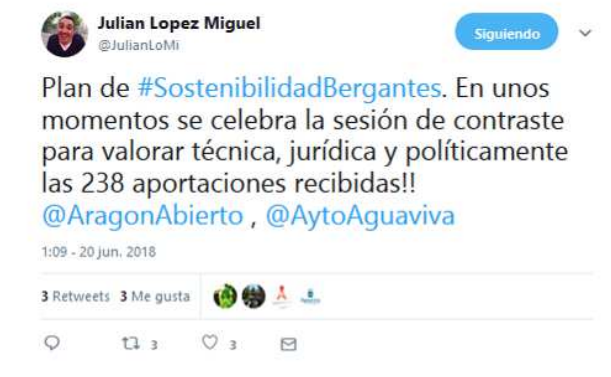 Julian Lopez Miguel
@JulianLoMi
Siguiendo
Plan de #SostenibilidadBergantes. En unos
momentos se celebra la sesión de contraste
para valorar técnica, jurídica y políticamente
las 238 aportaciones recibidas!!
@AragonAbierto , @AytoAguaviva
1:09 - 20 jun. 2018
3 Retweets 3 Me gusta
3 3